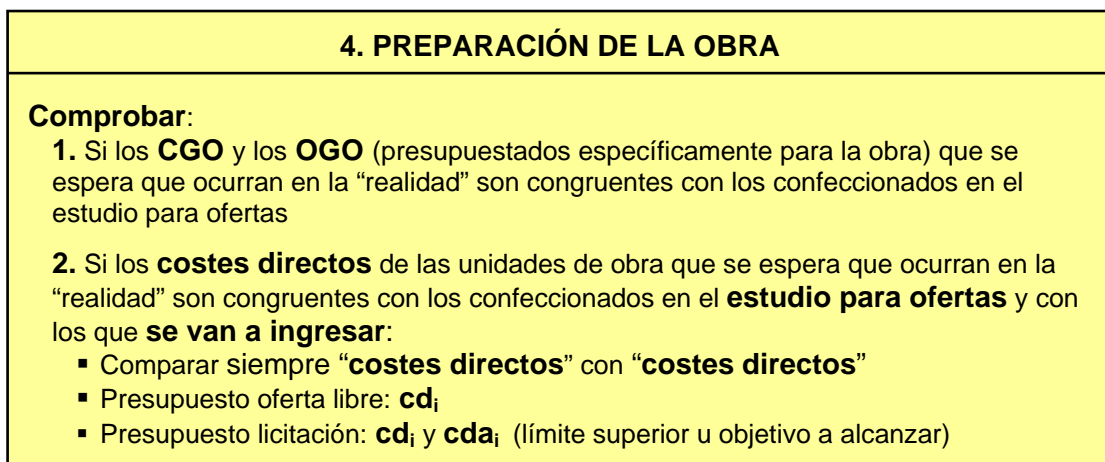 4. PREPARACIÓN DE LA OBRA
Comprobar:
1. Si los CGO y los OGO (presupuestados específicamente para la obra) que se
espera que ocurran en la “realidad” son congruentes con los confeccionados en el
estudio para ofertas
2. Si los costes directos de las unidades de obra que se espera que ocurran en la
“realidad” son congruentes con los confeccionados en el estudio para ofertas y con
los que se van a ingresar:
▪ Comparar siempre “costes directos” con “costes directos”
▪ Presupuesto oferta libre: cdi
▪ Presupuesto licitación: cdi y cdai (límite superior u objetivo a alcanzar)